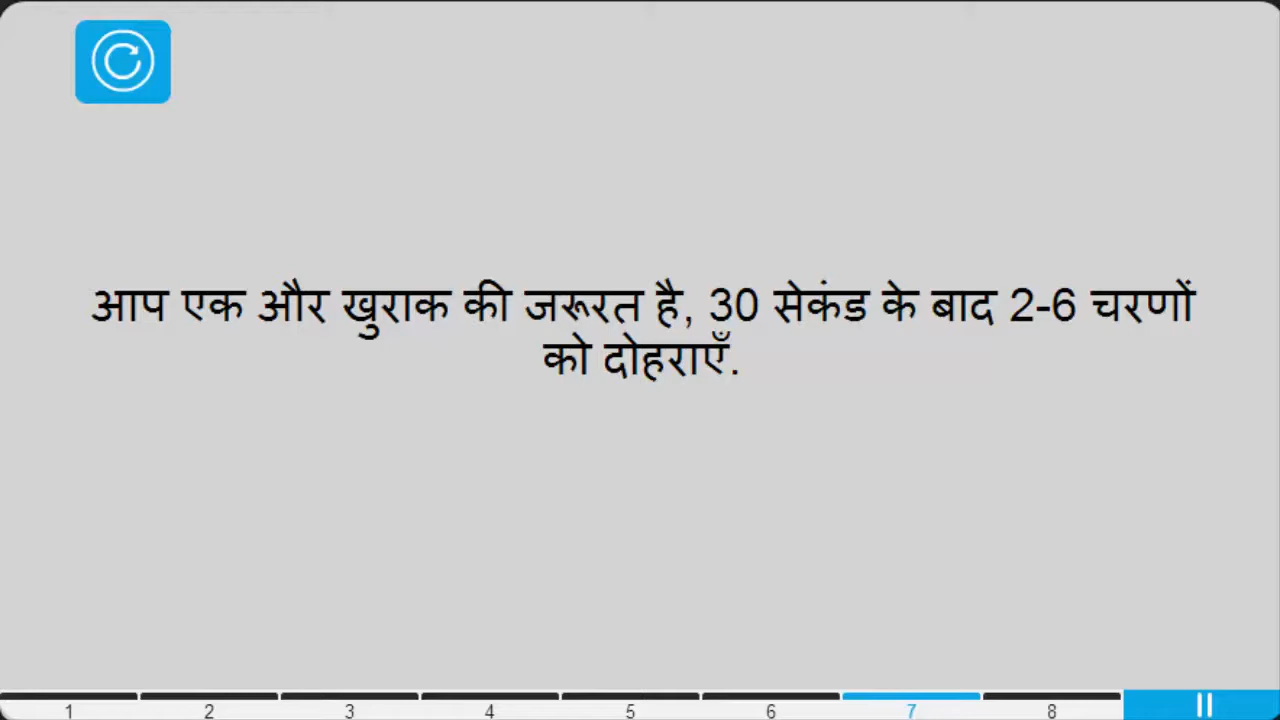 आप एक और खुराक की जरूरत है, 30 सेकंड के बाद 2-6 चरणों
को दोहराएँ.
1 2 3 4 5 6 7 8